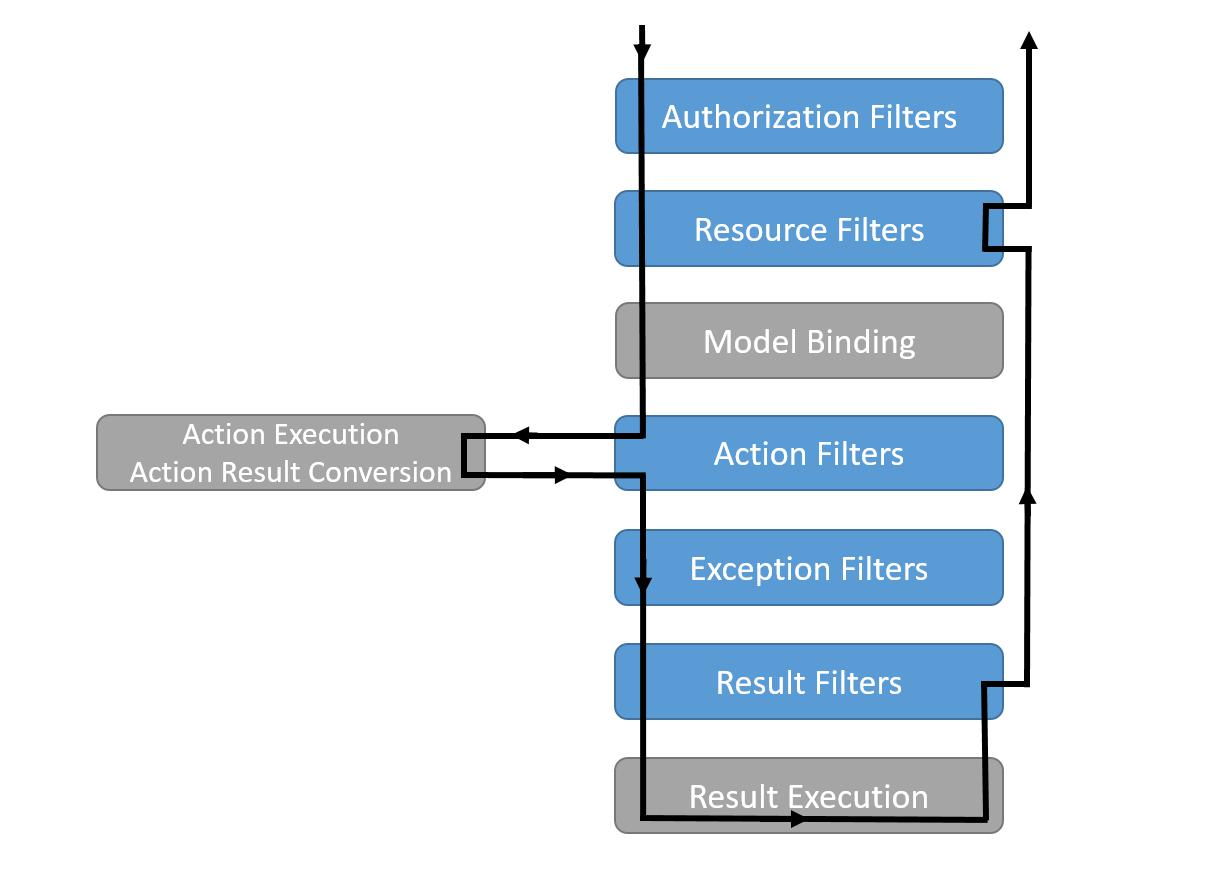 Authorization Filters
Resource Filters
Model Binding
Action Execution
Action Result Conversion
Action Filters
Exception Filters
Result Filters
Result Execution